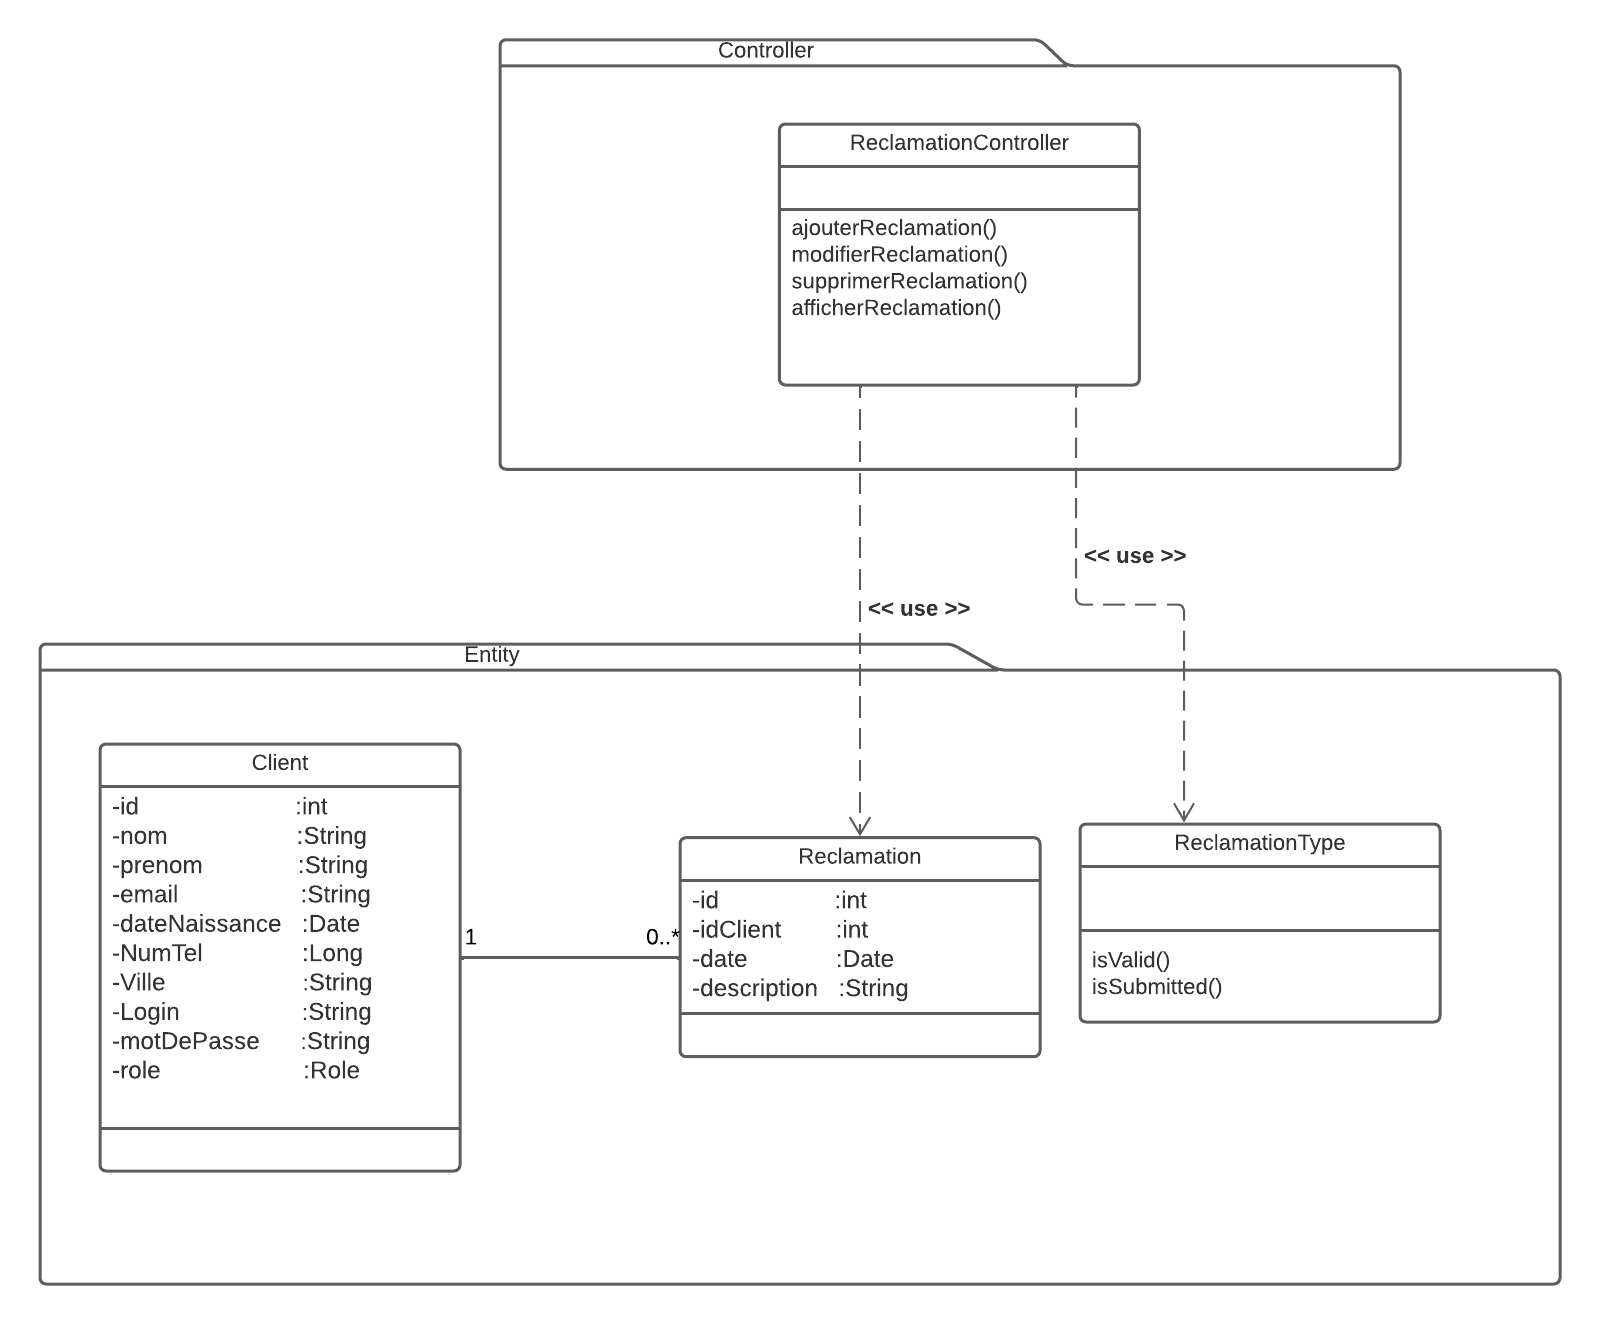 Controller
ReclamationController
ajouterReclamation()
modifierReclamation()
supprimerReclamation()
afficherReclamation()
<< use >>
<< use >>
Entity
Client
-id :int
-nom :String
-prenom :String
-email :String
-dateNaissance :Date
-NumTel :Long
-Ville :String
-Login :String
-motDePasse :String
-role :Role
1
0..*
Reclamation
-id :int
-idClient :int
-date :Date
-description :String
ReclamationType
isValid()
isSubmitted()